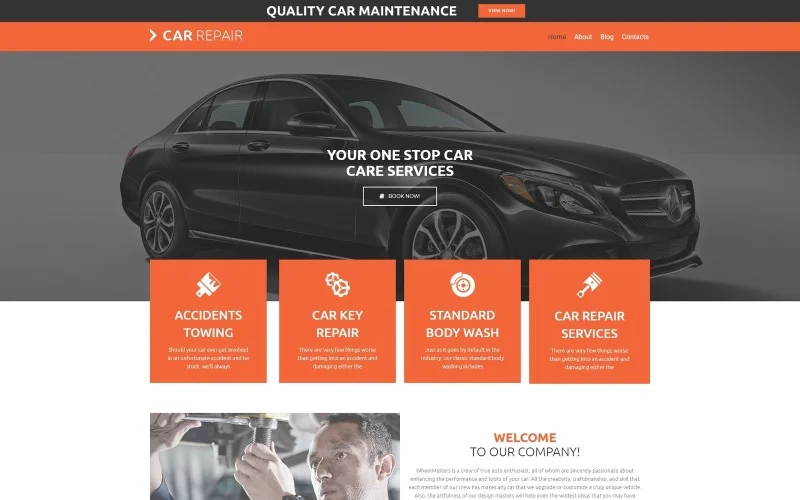 QUALITY CAR MAINTENANCE
VIEW NOW!
CAR REPAIR
Home About Blog Contacts
YOUR ONE STOP CAR
CARE SERVICES
BOOK NOW!
ACCIDENTS
TOWING
Should your car ever get involved
in an unfortunate accident and be
stuck, we'll always
CAR KEY
REPAIR
There are very few things worse
than getting into an accident and
damaging either the
STANDARD
BODY WASH
Just as it goes by default in the
industry, our classic standard body
washing includes
CAR REPAIR
SERVICES
There are very few things worse
than getting into an accident and
damaging either the
WELCOME
TO OUR COMPANY!
WheelMasters is a crew of true auto enthusiast, all of whom are sincerely passionate about
enhancing the performance and looks of your car! All the creativity, craftsmanship, and skill that
each member of our crew has makes any car that we upgrade or customize a truly unique vehicle.
Also, the artfulness of our design masters will help even the wildest ideas that you may have